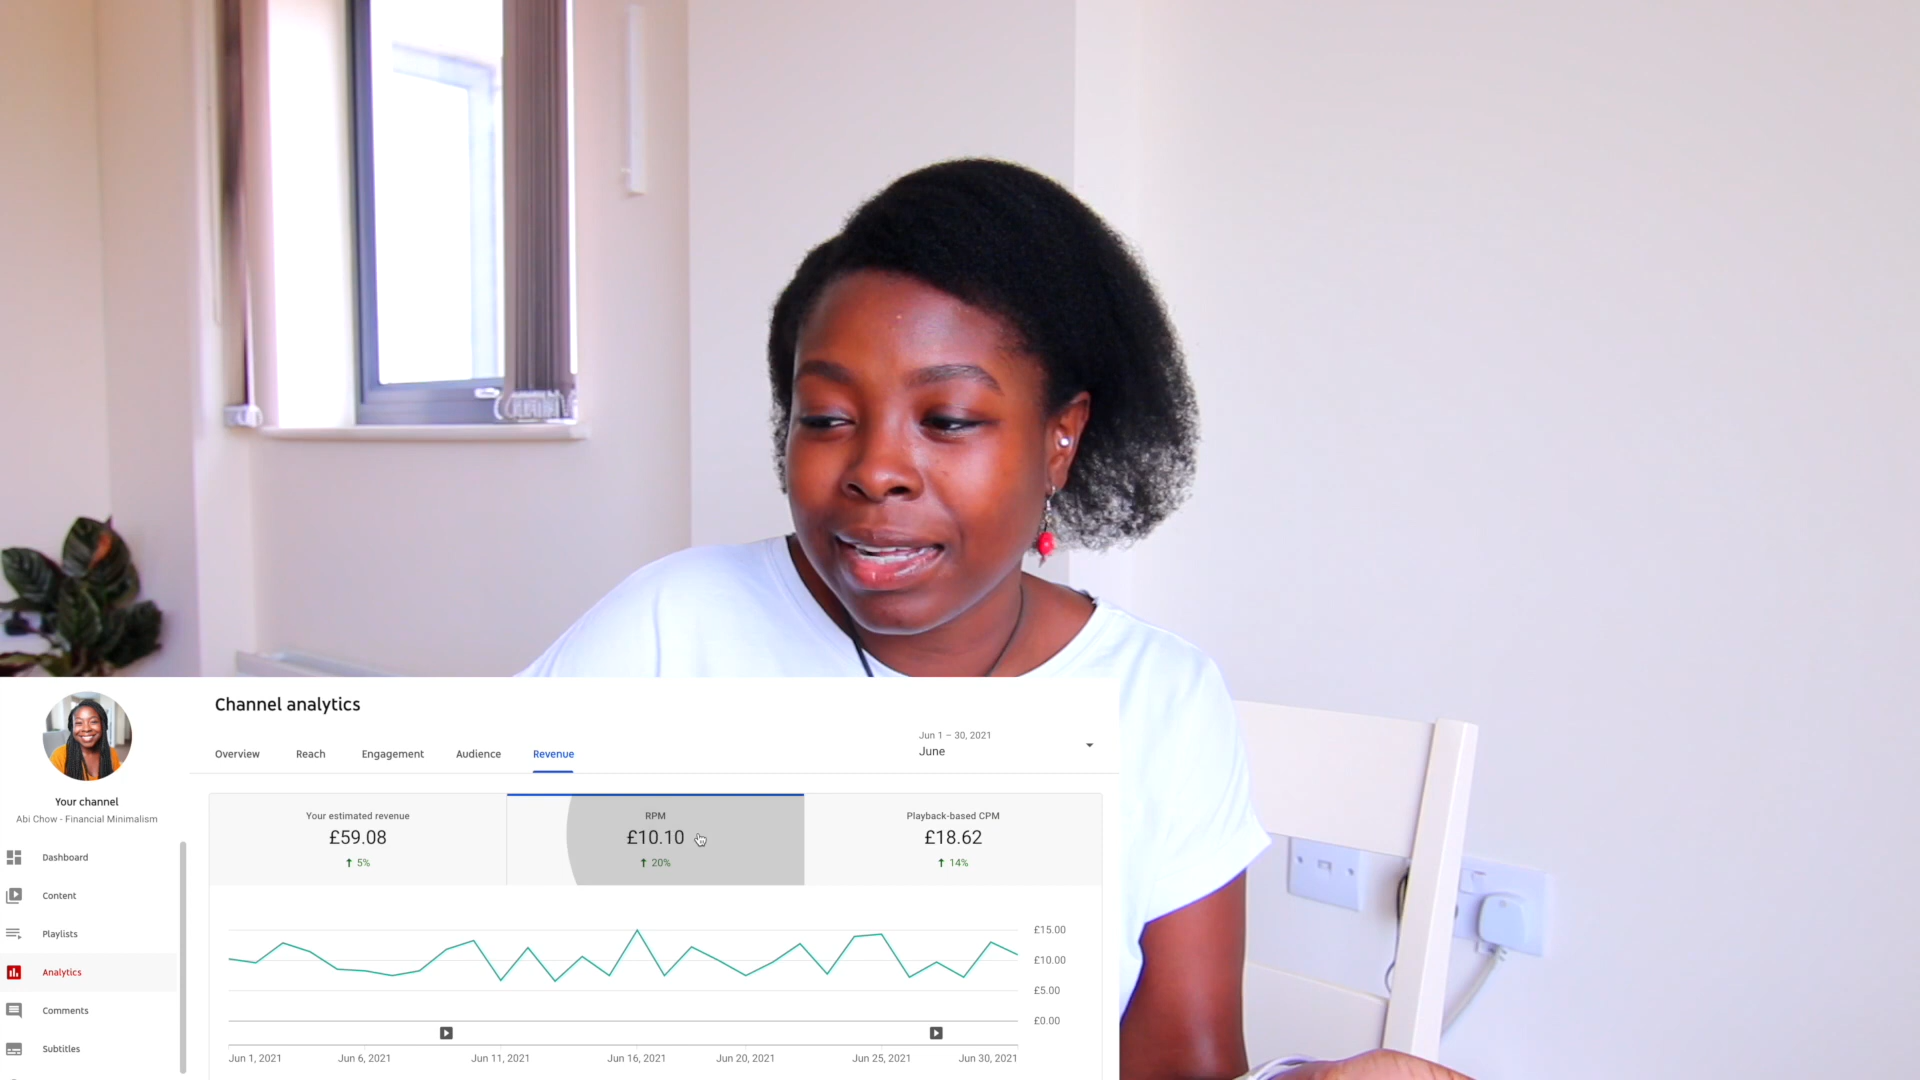 Channel analytics
Overview Reach Engagement Audience Revenue
Jun 1 – 30, 2021
June
Your channel
Abi Chow - Financial Minimalism
Dashboard
Content
Playlists
Analytics
Comments
Subtitles
Your estimated revenue
£59.08
↑ 5%
RPM
£10.10
↑ 20%
Playback-based CPM
£18.62
↑ 14%
£15.00
£10.00
£5.00
£0.00
Jun 1, 2021 Jun 6, 2021 Jun 11, 2021 Jun 16, 2021 Jun 20, 2021 Jun 25, 2021 Jun 30, 2021